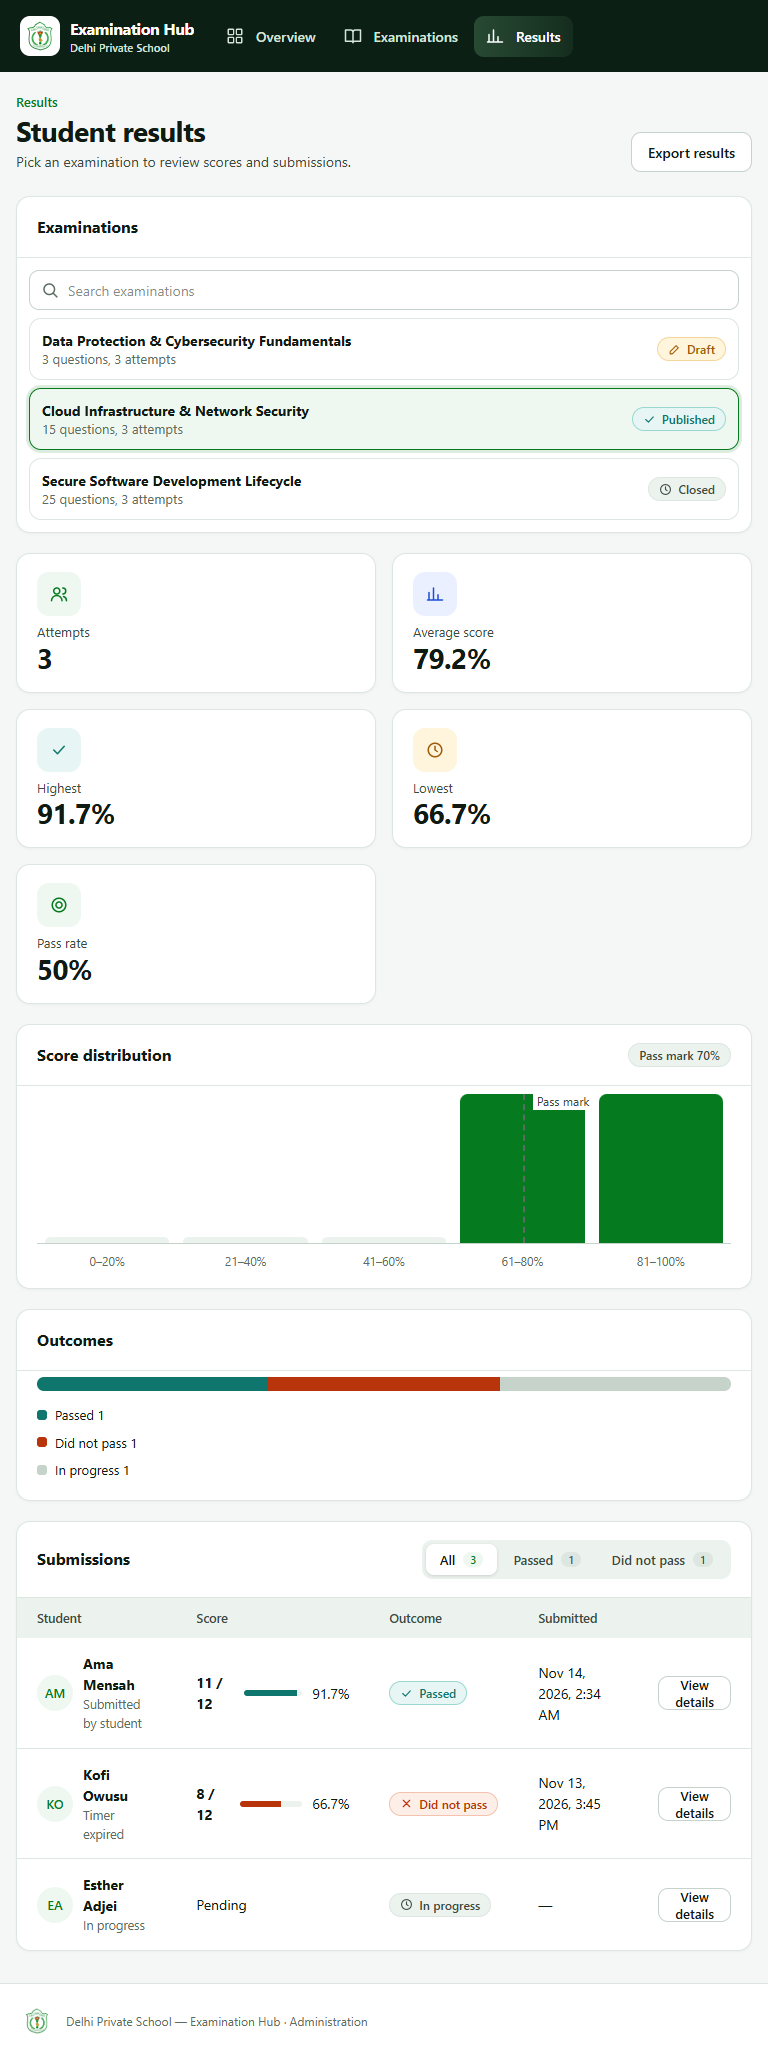 Examination Hub
Delhi Private School
Overview
Examinations
Results
Results
Student results
Pick an examination to review scores and submissions.
Export results
Examinations
Search examinations
Data Protection & Cybersecurity Fundamentals
3 questions, 3 attempts
Draft
Cloud Infrastructure & Network Security
15 questions, 3 attempts
Published
Secure Software Development Lifecycle
25 questions, 3 attempts
Closed
Attempts
3
Average score
79.2%
Highest
91.7%
Lowest
66.7%
Pass rate
50%
Score distribution
Pass mark 70%
Pass mark
0–20%
21–40%
41–60%
61–80%
81–100%
Outcomes
Passed 1
Did not pass 1
In progress 1
Submissions
All 3
Passed 1
Did not pass 1
Student
Score
Outcome
Submitted
AM
Ama
Mensah
Submitted
by student
11 /
12
91.7%
Passed
Nov 14,
2026, 2:34
AM
View
details
KO
Kofi
Owusu
Timer
expired
8 /
12
66.7%
Did not pass
Nov 13,
2026, 3:45
PM
View
details
EA
Esther
Adjei
In progress
Pending
In progress
—
View
details
Delhi Private School — Examination Hub · Administration